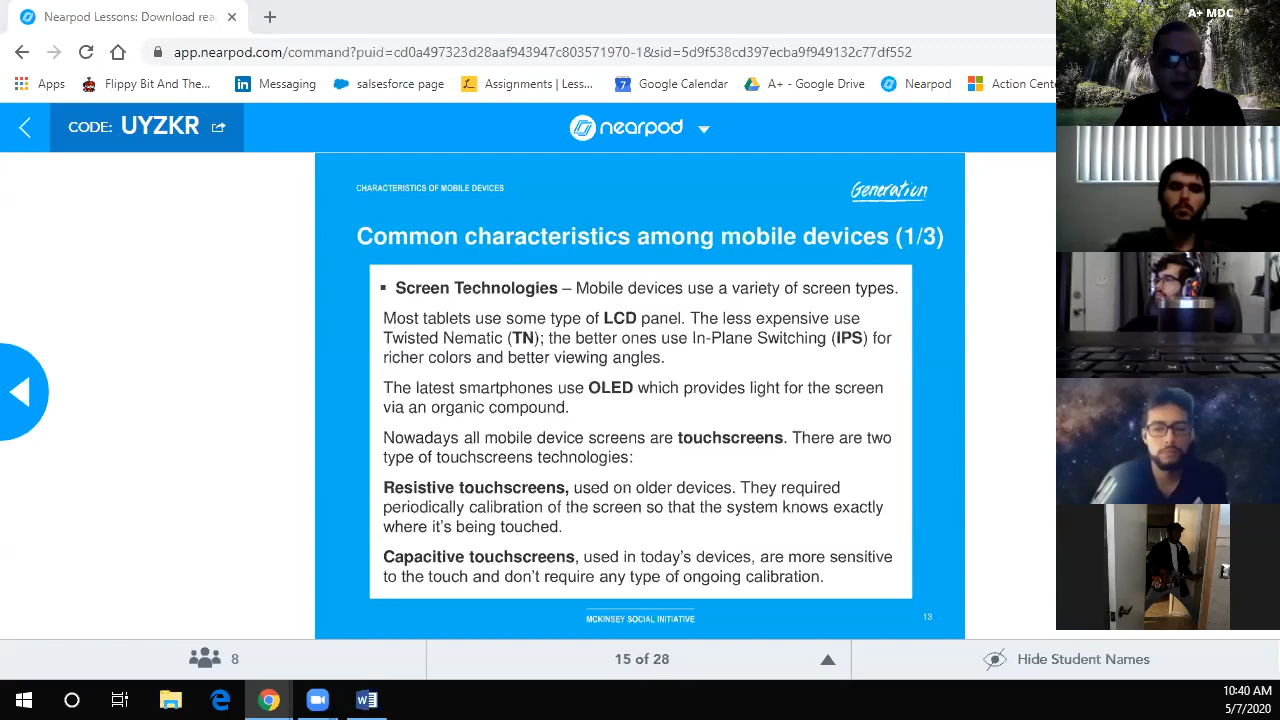 Nearpod Lessons: Download rea
app.nearpod.com/command?puid=cd0a497323d28aaf943947c803571970-1&sid=5d9f5f3cd397ecba9f949132c77df552
Apps
Flippy Bit And The...
Messaging
salesforce page
Assignments | Less...
Google Calendar
A+ - Google Drive
Nearpod
Action Cent
A+ MDC
CODE: UYZKR
nearpod
CHARACTERISTICS OF MOBILE DEVICES
Generation
Common characteristics among mobile devices (1/3)
▪ Screen Technologies – Mobile devices use a variety of screen types.
Most tablets use some type of LCD panel. The less expensive use
Twisted Nematic (TN); the better ones use In-Plane Switching (IPS) for
richer colors and better viewing angles.
The latest smartphones use OLED which provides light for the screen
via an organic compound.
Nowadays all mobile device screens are touchscreens. There are two
type of touchscreens technologies:
Resistive touchscreens, used on older devices. They required
periodically calibration of the screen so that the system knows exactly
where it's being touched.
Capacitive touchscreens, used in today's devices, are more sensitive
to the touch and don't require any type of ongoing calibration.
MCKINSEY SOCIAL INITIATIVE
13
8
15 of 28
Hide Student Names
10:40 AM
5/7/2020